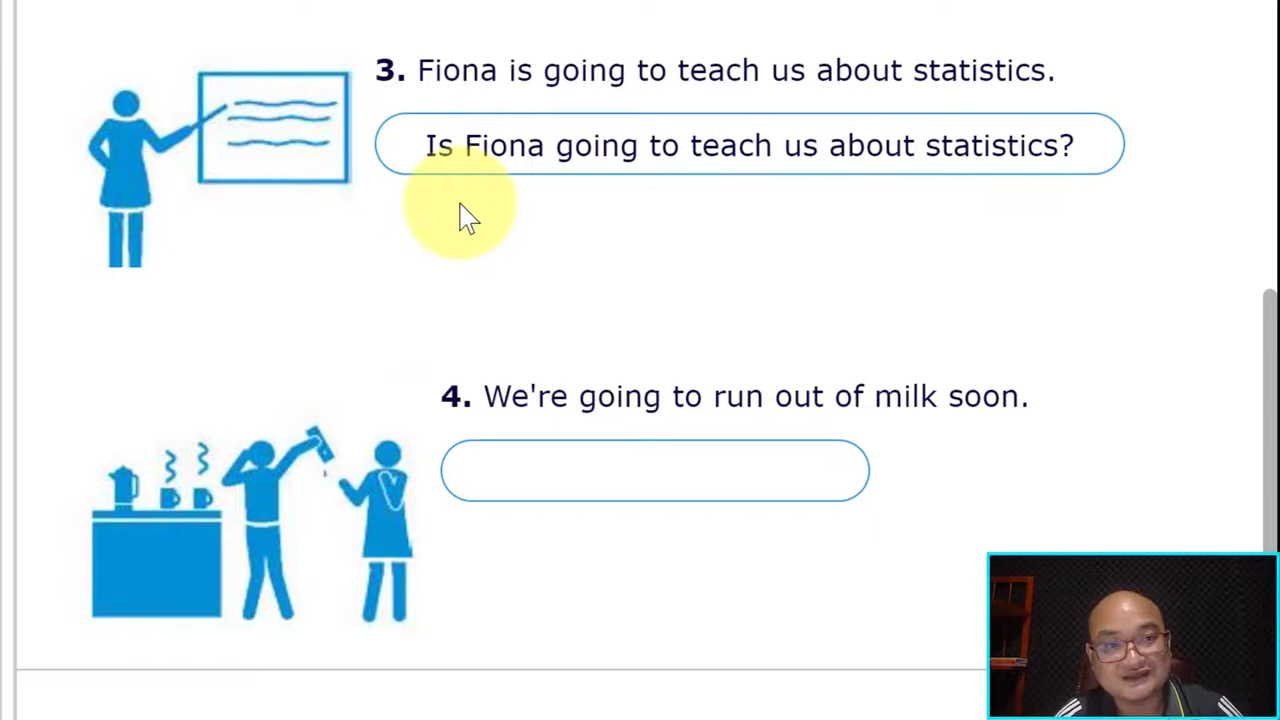 3. Fiona is going to teach us about statistics.
Is Fiona going to teach us about statistics?
4. We're going to run out of milk soon.